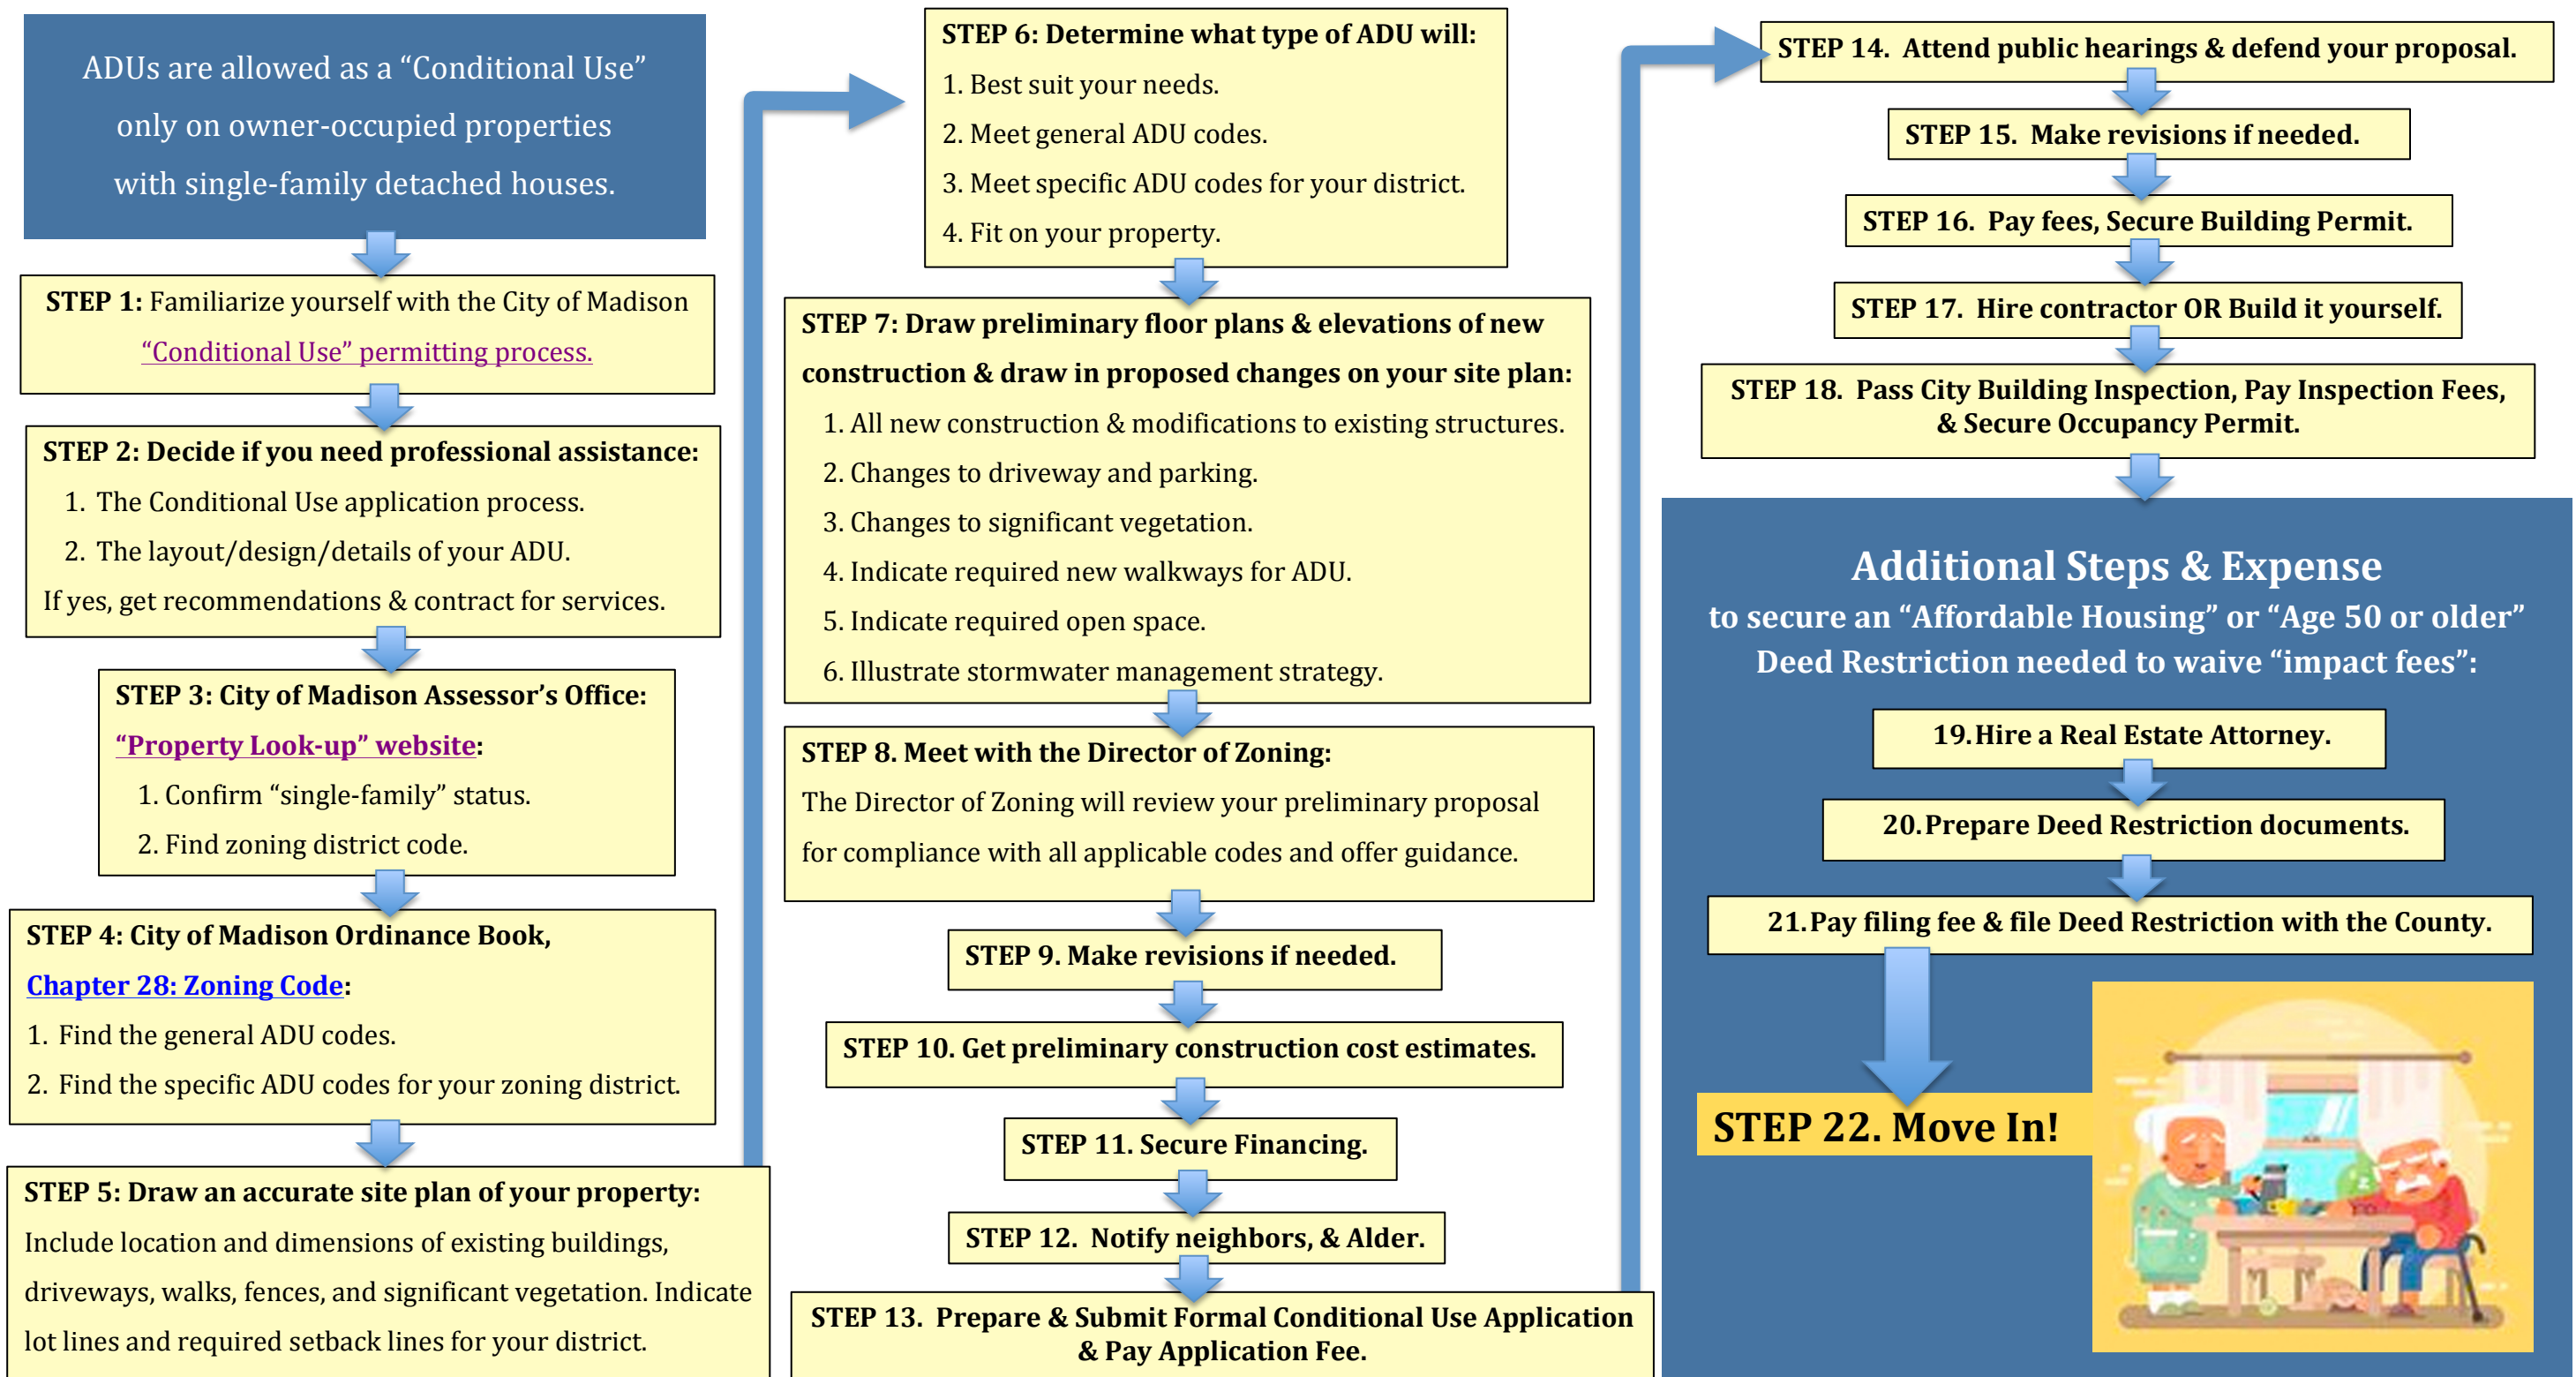 ADUs are allowed as a “Conditional Use”
only on owner-occupied properties
with single-family detached houses.
STEP 1: Familiarize yourself with the City of Madison
“Conditional Use” permitting process.
STEP 2: Decide if you need professional assistance:
1. The Conditional Use application process.
2. The layout/design/details of your ADU.
If yes, get recommendations & contract for services.
STEP 3: City of Madison Assessor’s Office:
“Property Look-up” website:
1. Confirm “single-family” status.
2. Find zoning district code.
STEP 4: City of Madison Ordinance Book,
Chapter 28: Zoning Code:
1. Find the general ADU codes.
2. Find the specific ADU codes for your zoning district.
STEP 5: Draw an accurate site plan of your property:
Include location and dimensions of existing buildings,
driveways, walks, fences, and significant vegetation. Indicate
lot lines and required setback lines for your district.
STEP 6: Determine what type of ADU will:
1. Best suit your needs.
2. Meet general ADU codes.
3. Meet specific ADU codes for your district.
4. Fit on your property.
STEP 7: Draw preliminary floor plans & elevations of new
construction & draw in proposed changes on your site plan:
1. All new construction & modifications to existing structures.
2. Changes to driveway and parking.
3. Changes to significant vegetation.
4. Indicate required new walkways for ADU.
5. Indicate required open space.
6. Illustrate stormwater management strategy.
STEP 8. Meet with the Director of Zoning:
The Director of Zoning will review your preliminary proposal
for compliance with all applicable codes and offer guidance.
STEP 9. Make revisions if needed.
STEP 10. Get preliminary construction cost estimates.
STEP 11. Secure Financing.
STEP 12. Notify neighbors, & Alder.
STEP 13. Prepare & Submit Formal Conditional Use Application
& Pay Application Fee.
STEP 14. Attend public hearings & defend your proposal.
STEP 15. Make revisions if needed.
STEP 16. Pay fees, Secure Building Permit.
STEP 17. Hire contractor OR Build it yourself.
STEP 18. Pass City Building Inspection, Pay Inspection Fees,
& Secure Occupancy Permit.
Additional Steps & Expense
to secure an “Affordable Housing” or “Age 50 or older”
Deed Restriction needed to waive “impact fees”:
19. Hire a Real Estate Attorney.
20. Prepare Deed Restriction documents.
21. Pay filing fee & file Deed Restriction with the County.
STEP 22. Move In!